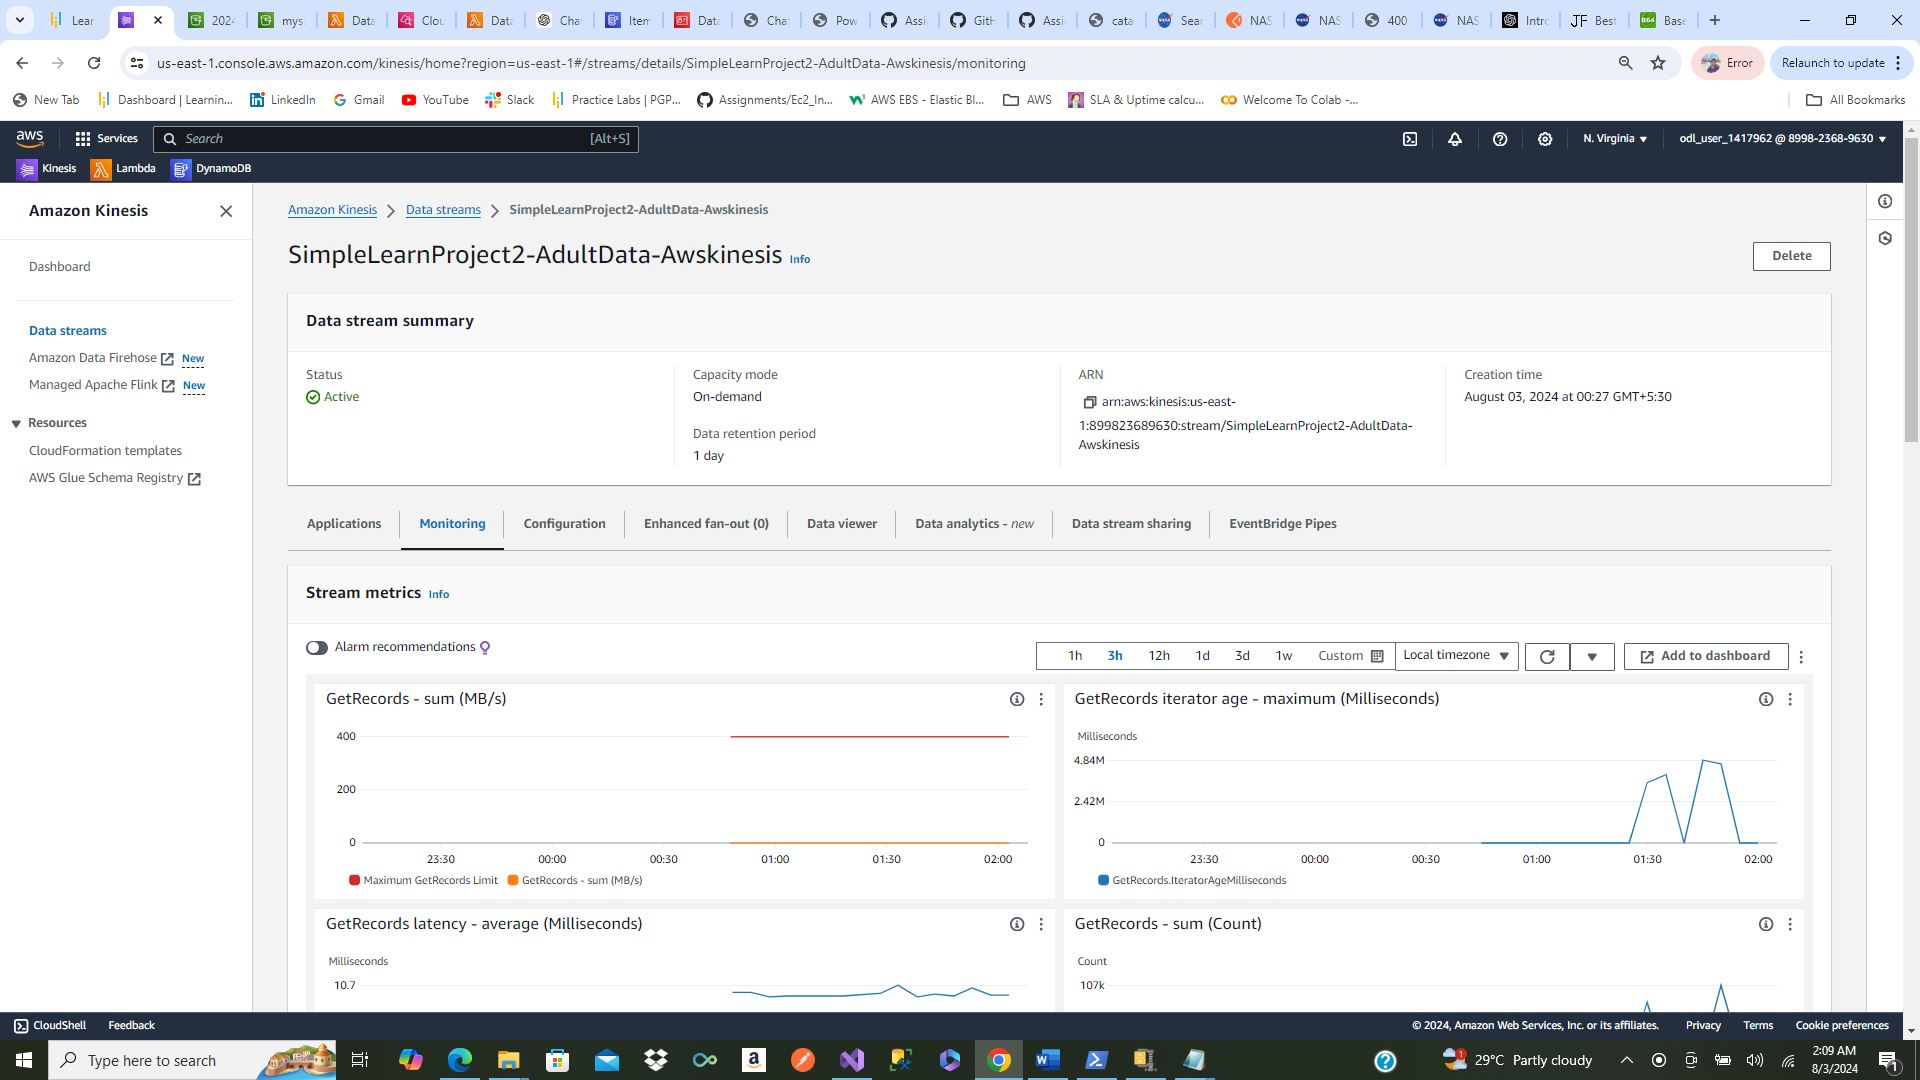 Lear
2024
mys.
Data
Clou
Data
Cha
Item
Data
Cha
Pow
Assi
GitH
Assi
cata
Sear
NAS
NAS
400
NAS
Intro
JF Best
Base
us-east-1.console.aws.amazon.com/kinesis/home?region=us-east-1#/streams/details/SimpleLearnProject2-AdultData-Awskinesis/monitoring
Error
Relaunch to update
New Tab
Dashboard | Learnin...
LinkedIn
Gmail
YouTube
Slack
Practice Labs | PGP...
Assignments/Ec2_In...
AWS EBS - Elastic Bl...
AWS
SLA & Uptime calcu...
Welcome To Colab -...
All Bookmarks
aws
Services
Search
[Alt+S]
N. Virginia
odl_user_1417962 @ 8998-2368-9630
Kinesis
Lambda
DynamoDB
Amazon Kinesis
Dashboard
Data streams
Amazon Data Firehose New
Managed Apache Flink New
Resources
CloudFormation templates
AWS Glue Schema Registry
Amazon Kinesis
Data streams
SimpleLearnProject2-AdultData-Awskinesis
SimpleLearnProject2-AdultData-Awskinesis Info
Delete
Data stream summary
Status
Active
Capacity mode
On-demand
Data retention period
1 day
ARN
arn:aws:kinesis:us-east-
1:899823689630:stream/SimpleLearnProject2-AdultData-
Awskinesis
Creation time
August 03, 2024 at 00:27 GMT+5:30
Applications
Monitoring
Configuration
Enhanced fan-out (0)
Data viewer
Data analytics - new
Data stream sharing
EventBridge Pipes
Stream metrics Info
Alarm recommendations
1h
3h
12h
1d
3d
1w
Custom
Local timezone
Add to dashboard
GetRecords - sum (MB/s)
400
200
0
23:30
00:00
00:30
01:00
01:30
02:00
Maximum GetRecords Limit
GetRecords - sum (MB/s)
GetRecords iterator age - maximum (Milliseconds)
Milliseconds
4.84M
2.42M
0
23:30
00:00
00:30
01:00
01:30
02:00
GetRecords.IteratorAgeMilliseconds
GetRecords latency - average (Milliseconds)
Milliseconds
10.7
GetRecords - sum (Count)
Count
107k
CloudShell
Feedback
© 2024, Amazon Web Services, Inc. or its affiliates.
Privacy
Terms
Cookie preferences
Type here to search
29°C Partly cloudy
2:09 AM
8/3/2024